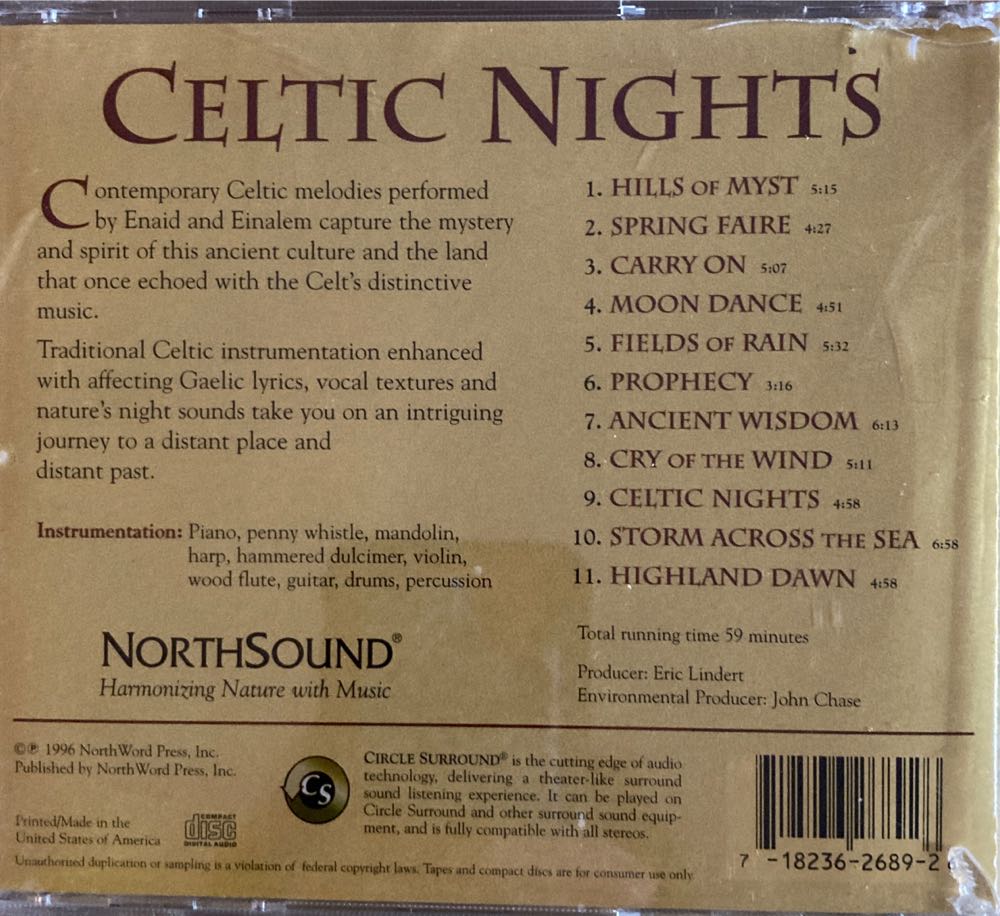 CELTIC NIGHTS
Contemporary Celtic melodies performed
by Enaid and Einalem capture the mystery
and spirit of this ancient culture and the land
that once echoed with the Celt's distinctive
music.
Traditional Celtic instrumentation enhanced
with affecting Gaelic lyrics, vocal textures and
nature's night sounds take you on an intriguing
journey to a distant place and
distant past.
Instrumentation: Piano, penny whistle, mandolin,
harp, hammered dulcimer, violin,
wood flute, guitar, drums, percussion
NORTHSOUND®
Harmonizing Nature with Music
1. HILLS OF MYST 5:15
2. SPRING FAIRE 4:27
3. CARRY ON 5:07
4. MOON DANCE 4:51
5. FIELDS OF RAIN 5:32
6. PROPHECY 3:16
7. ANCIENT WISDOM 6:13
8. CRY OF THE WIND 5:11
9. CELTIC NIGHTS 4:58
10. STORM ACROSS THE SEA 6:58
11. HIGHLAND DAWN 4:58
Total running time 59 minutes
Producer: Eric Lindert
Environmental Producer: John Chase
©℗ 1996 NorthWord Press, Inc.
Published by NorthWord Press, Inc.
Printed/Made in the
United States of America
COMPACT
disc
DIGITAL AUDIO
CS
CIRCLE SURROUND® is the cutting edge of audio
technology, delivering a theater-like surround
sound listening experience. It can be played on
Circle Surround and other surround sound equip-
ment, and is fully compatible with all stereos.
Unauthorized duplication or sampling is a violation of federal copyright laws. Tapes and compact discs are for consumer use only
7 -18236-2689-2